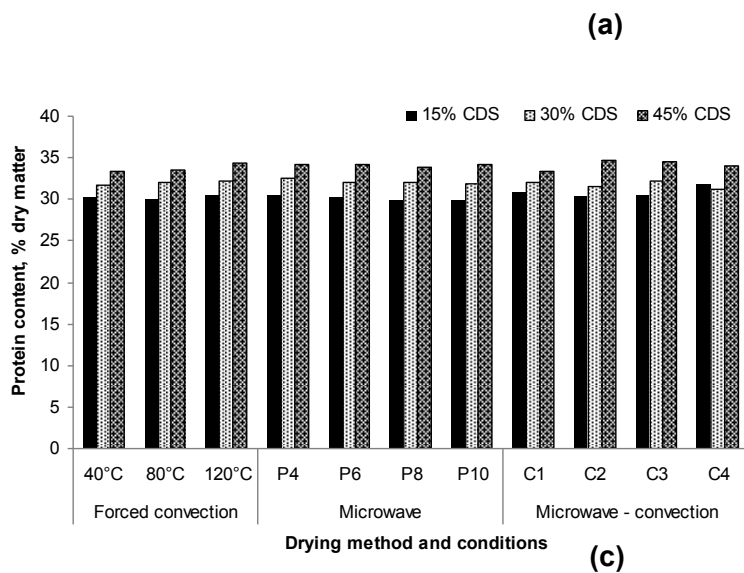 (a)
15% CDS 30% CDS 45% CDS
Protein content, % dry matter
40
35
30
25
20
15
10
5
0
40°C 80°C 120°C P4 P6 P8 P10 C1 C2 C3 C4
Forced convection Microwave Microwave - convection
Drying method and conditions
(c)